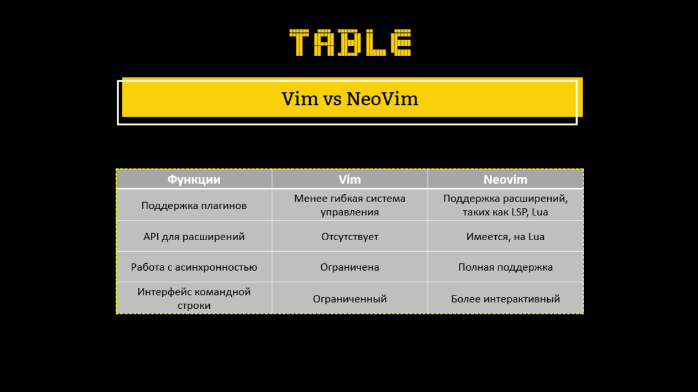 TABLE
Vim vs NeoVim
Функции Vim Neovim
Поддержка плагинов Менее гибкая система управления Поддержка расширений, таких как LSP, Lua
API для расширений Отсутствует Имеется, на Lua
Работа с асинхронностью Ограничена Полная поддержка
Интерфейс командной строки Ограниченный Более интерактивный